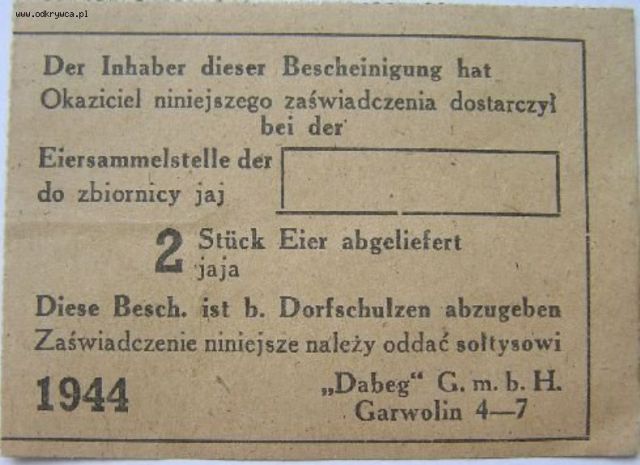 www.odkrywca.pl
Der Inhaber dieser Bescheinigung hat
Okaziciel niniejszego zaświadczenia dostarczył
bei der
Eiersammelstelle der
do zbiornicy jaj
2 Stück Eier abgeliefert
jaja
Diese Besch. ist b. Dorfschulzen abzugeben
Zaświadczenie niniejsze należy oddać sołtysowi
1944
„Dabeg“ G. m. b. H.
Garwolin 4—7